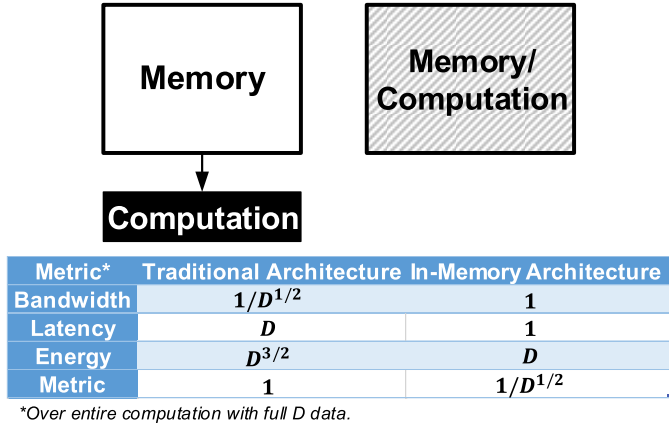 Memory
Memory/
Computation
Computation
Metric* Traditional Architecture In-Memory Architecture
Bandwidth 1/D^{1/2} 1
Latency D 1
Energy D^{3/2} D
Metric 1 1/D^{1/2}
*Over entire computation with full D data.